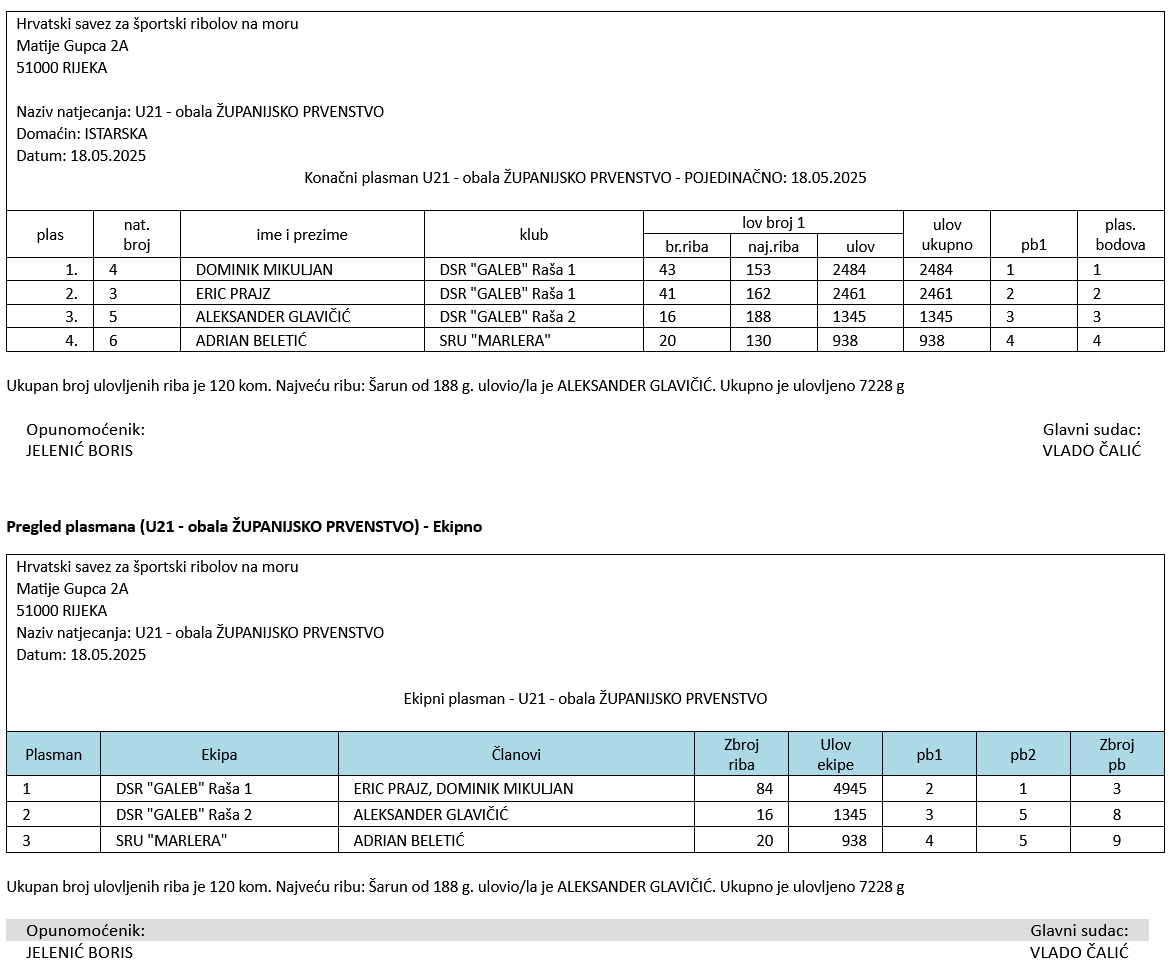 Hrvatski savez za športski ribolov na moru
Matije Gupca 2A
51000 RIJEKA
Naziv natjecanja: U21 - obala ŽUPANIJSKO PRVENSTVO
Domaćin: ISTARSKA
Datum: 18.05.2025
Konačni plasman U21 - obala ŽUPANIJSKO PRVENSTVO - POJEDINAČNO: 18.05.2025
plas nat. broj ime i prezime klub lov broj 1 ulov ukupno pb1 plas. bodova
br.riba naj.riba ulov
1. 4 DOMINIK MIKULJAN DSR "GALEB" Raša 1 43 153 2484 2484 1 1
2. 3 ERIC PRAJZ DSR "GALEB" Raša 1 41 162 2461 2461 2 2
3. 5 ALEKSANDER GLAVIČIĆ DSR "GALEB" Raša 2 16 188 1345 1345 3 3
4. 6 ADRIAN BELETIĆ SRU "MARLERA" 20 130 938 938 4 4
Ukupan broj ulovljenih riba je 120 kom. Najveću ribu: Šarun od 188 g. ulovio/la je ALEKSANDER GLAVIČIĆ. Ukupno je ulovljeno 7228 g
Opunomoćenik: Glavni sudac:
JELENIĆ BORIS VLADO ČALIĆ
Pregled plasmana (U21 - obala ŽUPANIJSKO PRVENSTVO) - Ekipno
Hrvatski savez za športski ribolov na moru
Matije Gupca 2A
51000 RIJEKA
Naziv natjecanja: U21 - obala ŽUPANIJSKO PRVENSTVO
Datum: 18.05.2025
Ekipni plasman - U21 - obala ŽUPANIJSKO PRVENSTVO
Plasman Ekipa Članovi Zbroj riba Ulov ekipe pb1 pb2 Zbroj pb
1 DSR "GALEB" Raša 1 ERIC PRAJZ, DOMINIK MIKULJAN 84 4945 2 1 3
2 DSR "GALEB" Raša 2 ALEKSANDER GLAVIČIĆ 16 1345 3 5 8
3 SRU "MARLERA" ADRIAN BELETIĆ 20 938 4 5 9
Ukupan broj ulovljenih riba je 120 kom. Najveću ribu: Šarun od 188 g. ulovio/la je ALEKSANDER GLAVIČIĆ. Ukupno je ulovljeno 7228 g
Opunomoćenik: Glavni sudac:
JELENIĆ BORIS VLADO ČALIĆ